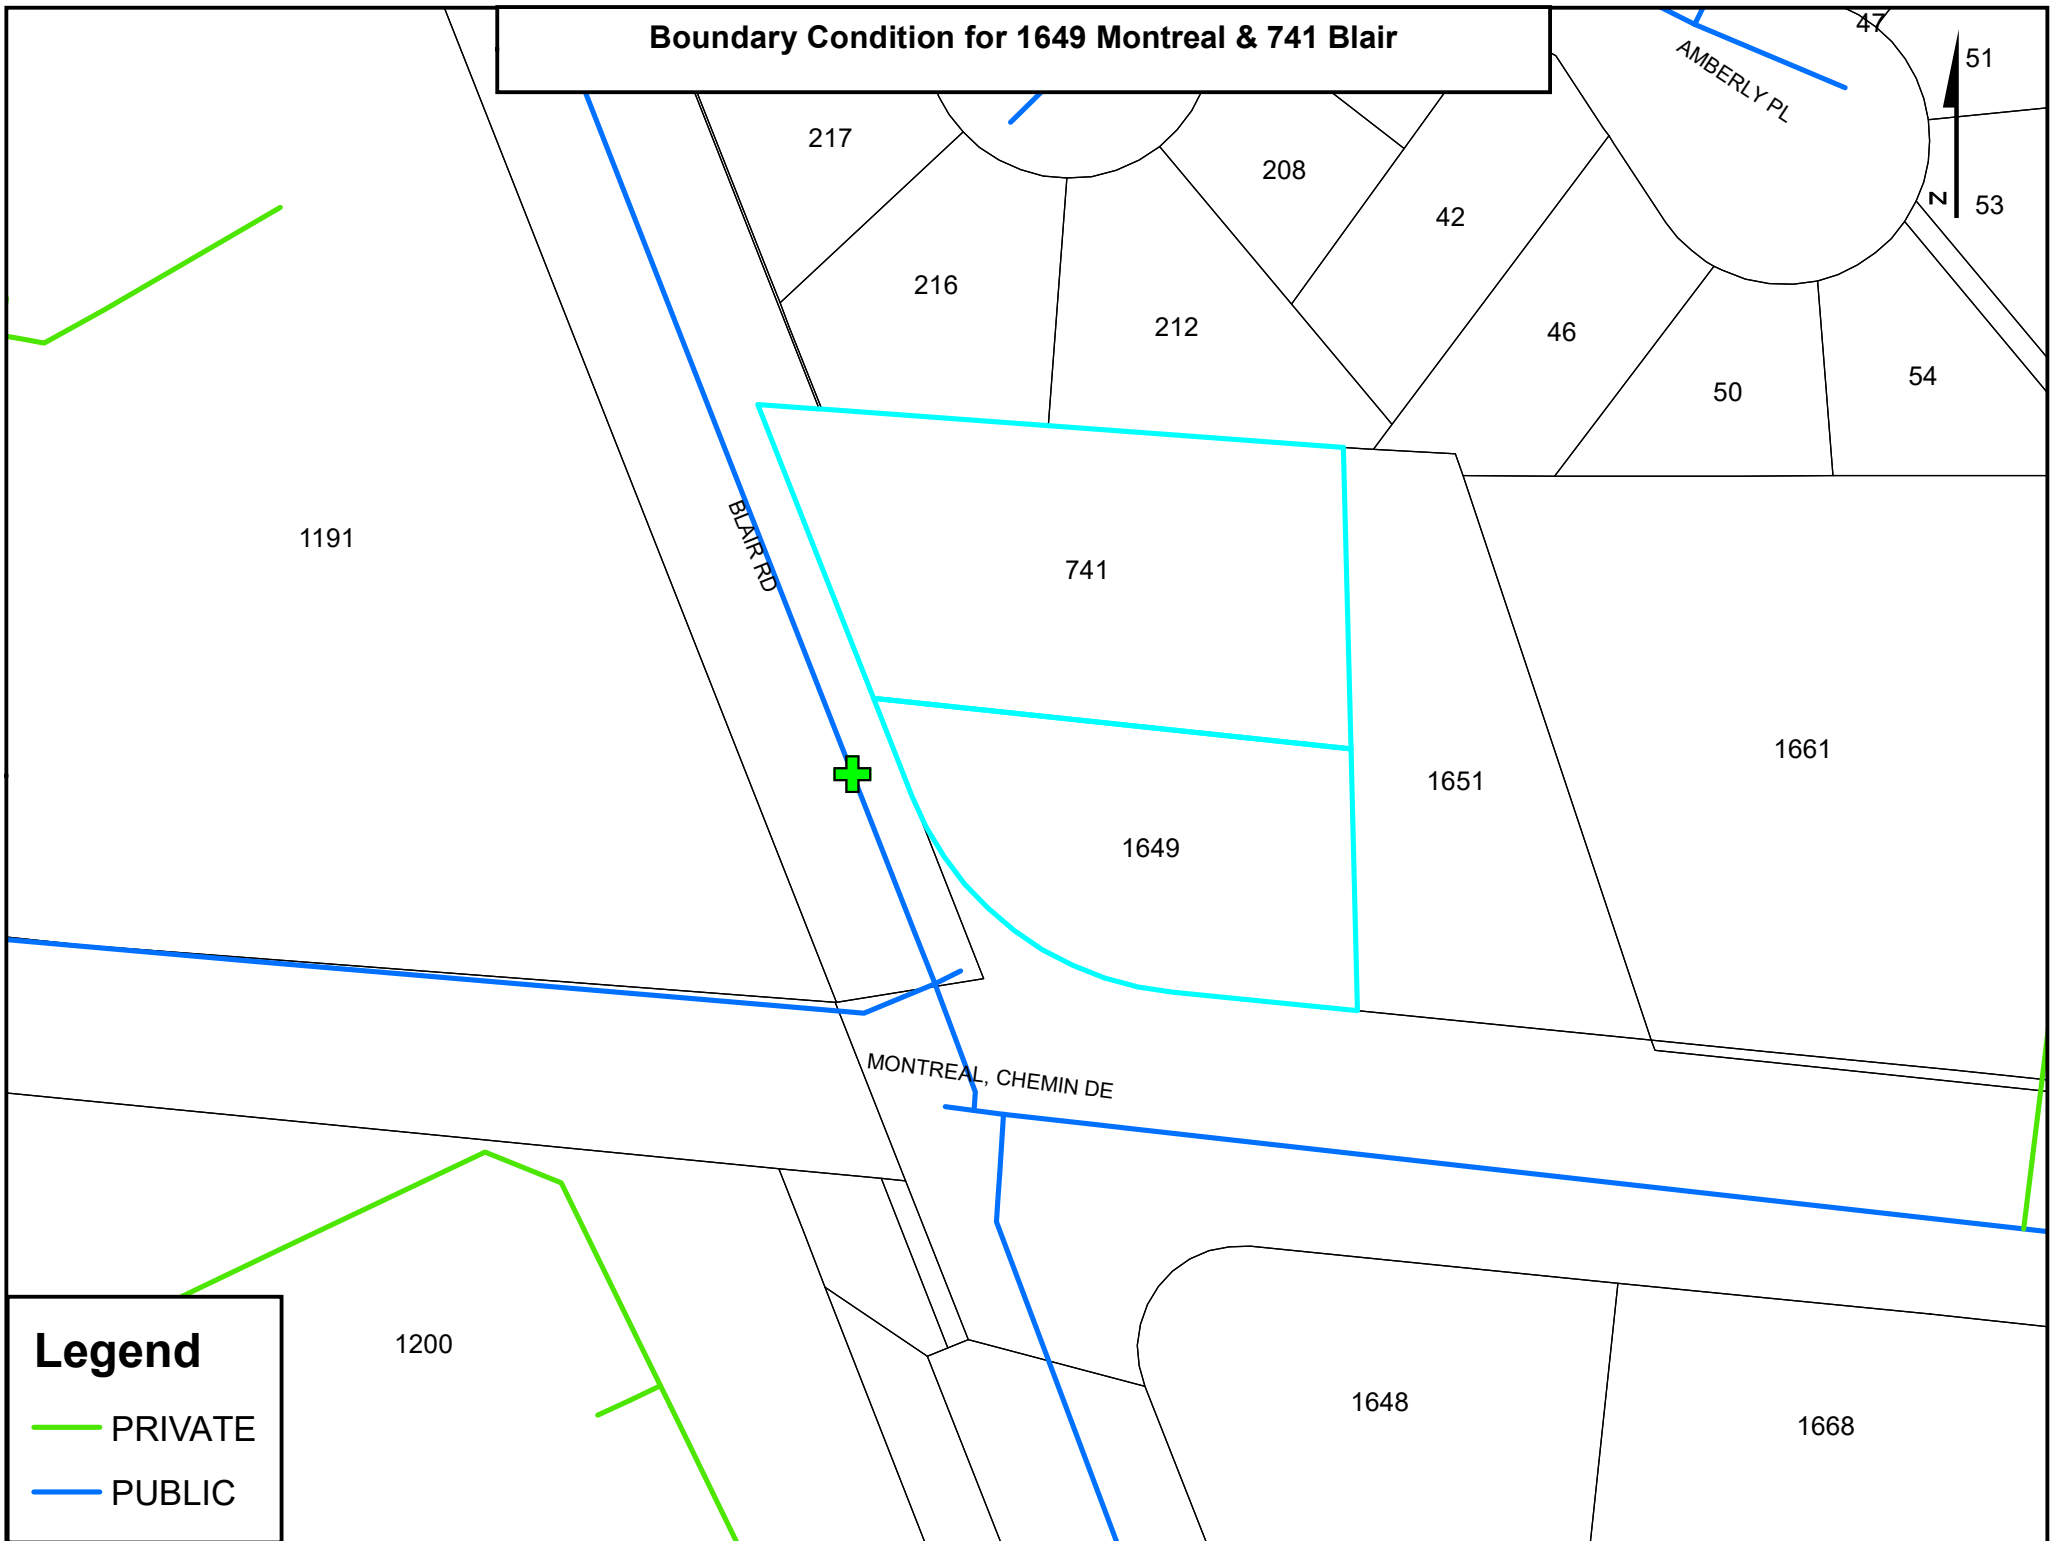 Boundary Condition for 1649 Montreal & 741 Blair
47
51
AMBERLY PL
217
208
42
N
53
216
212
46
50
54
BLAIR RD
1191
741
1661
1651
1649
MONTREAL, CHEMIN DE
1200
1648
1668
Legend
PRIVATE
PUBLIC